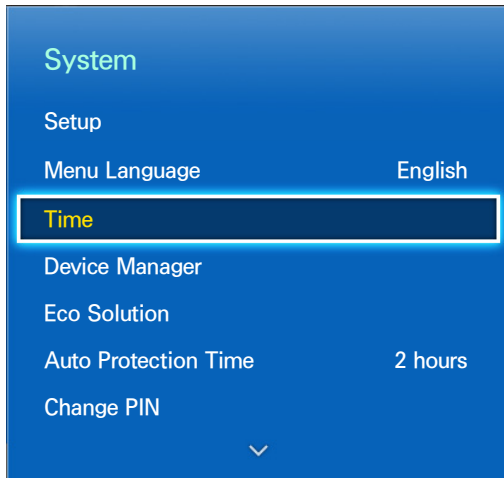 System
Setup
Menu Language English
Time
Device Manager
Eco Solution
Auto Protection Time 2 hours
Change PIN